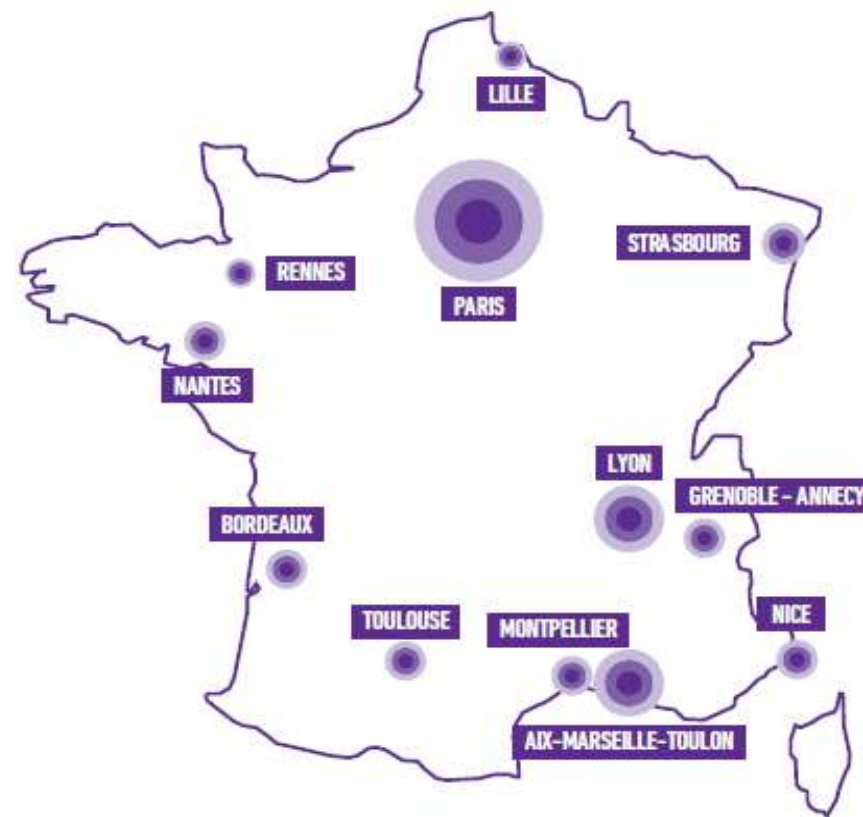 LILLE
STRASBOURG
RENNES
PARIS
NANTES
LYON
GRENOBLE - ANNECY
BORDEAUX
TOULOUSE
MONTPELLIER
NICE
AIX-MARSEILLE-TOULON